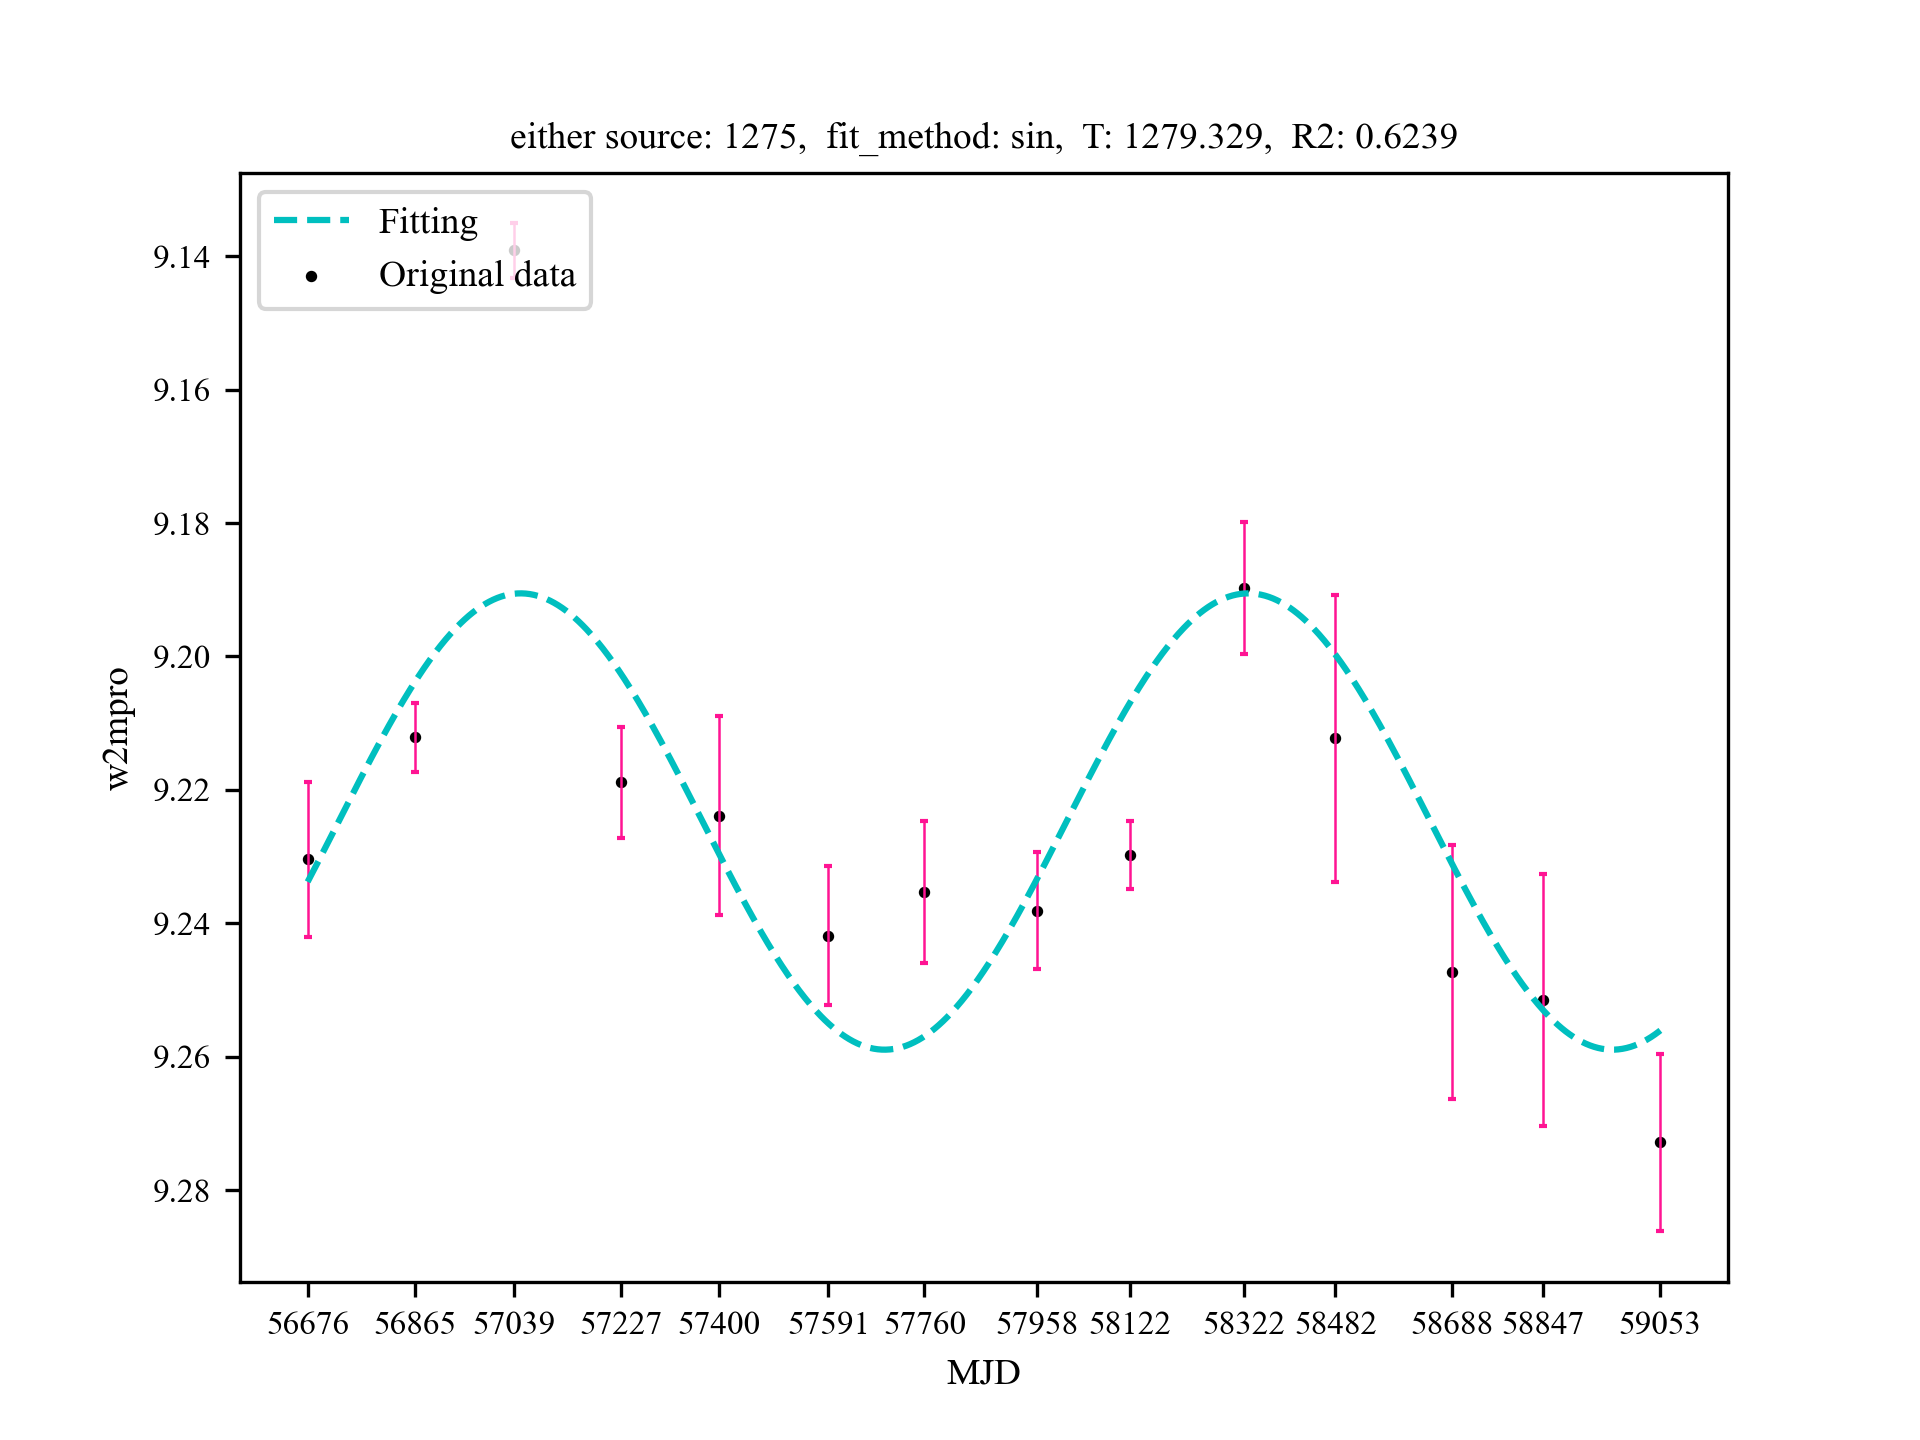 either source: 1275,  fit_method: sin,  T: 1279.329,  R2: 0.6239
Fitting
Original data
9.14
9.16
9.18
9.20
9.22
9.24
9.26
9.28
w2mpro
56676 56865 57039 57227 57400 57591 57760 57958 58122 58322 58482 58688 58847 59053
MJD